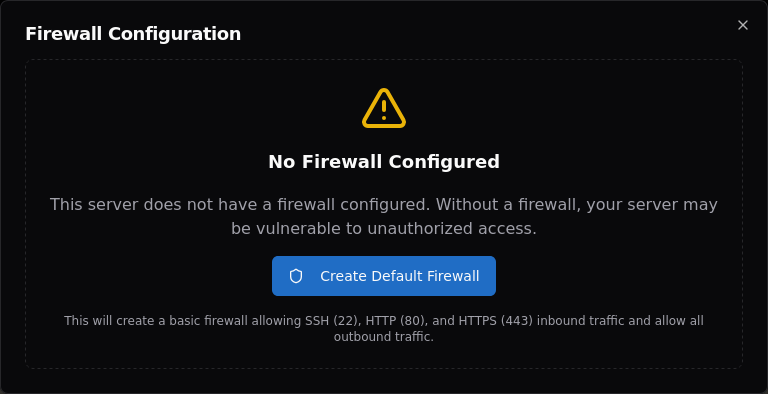 Firewall Configuration
No Firewall Configured
This server does not have a firewall configured. Without a firewall, your server may
be vulnerable to unauthorized access.
Create Default Firewall
This will create a basic firewall allowing SSH (22), HTTP (80), and HTTPS (443) inbound traffic and allow all
outbound traffic.